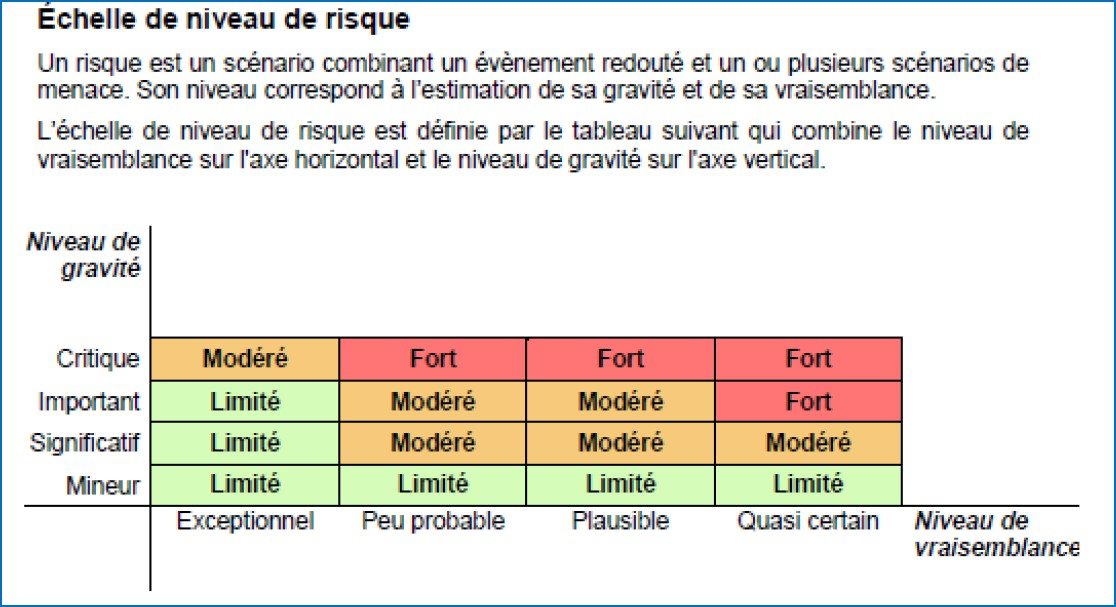 Échelle de niveau de risque
Un risque est un scénario combinant un évènement redouté et un ou plusieurs scénarios de
menace. Son niveau correspond à l'estimation de sa gravité et de sa vraisemblance.
L'échelle de niveau de risque est définie par le tableau suivant qui combine le niveau de
vraisemblance sur l'axe horizontal et le niveau de gravité sur l'axe vertical.
Niveau de
gravité
Critique Modéré Fort Fort Fort
Important Limité Modéré Modéré Fort
Significatif Limité Modéré Modéré Modéré
Mineur Limité Limité Limité Limité
Exceptionnel Peu probable Plausible Quasi certain Niveau de
vraisemblance